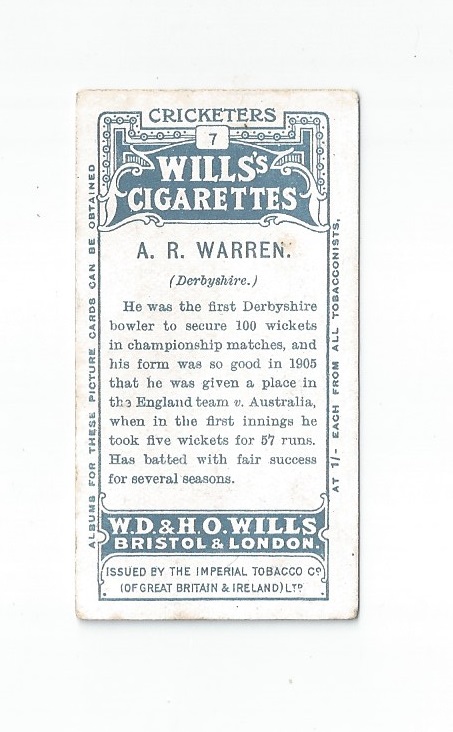 CRICKETERS
7
WILLS'S
CIGARETTES
A. R. WARREN.
(Derbyshire.)
He was the first Derbyshire
bowler to secure 100 wickets
in championship matches, and
his form was so good in 1905
that he was given a place in
the England team v. Australia,
when in the first innings he
took five wickets for 57 runs.
Has batted with fair success
for several seasons.
W.D. & H.O. WILLS
BRISTOL & LONDON.
ISSUED BY THE IMPERIAL TOBACCO Co
(OF GREAT BRITAIN & IRELAND) LTD
ALBUMS FOR THESE PICTURE CARDS CAN BE OBTAINED
AT 1/- EACH FROM ALL TOBACCONISTS.